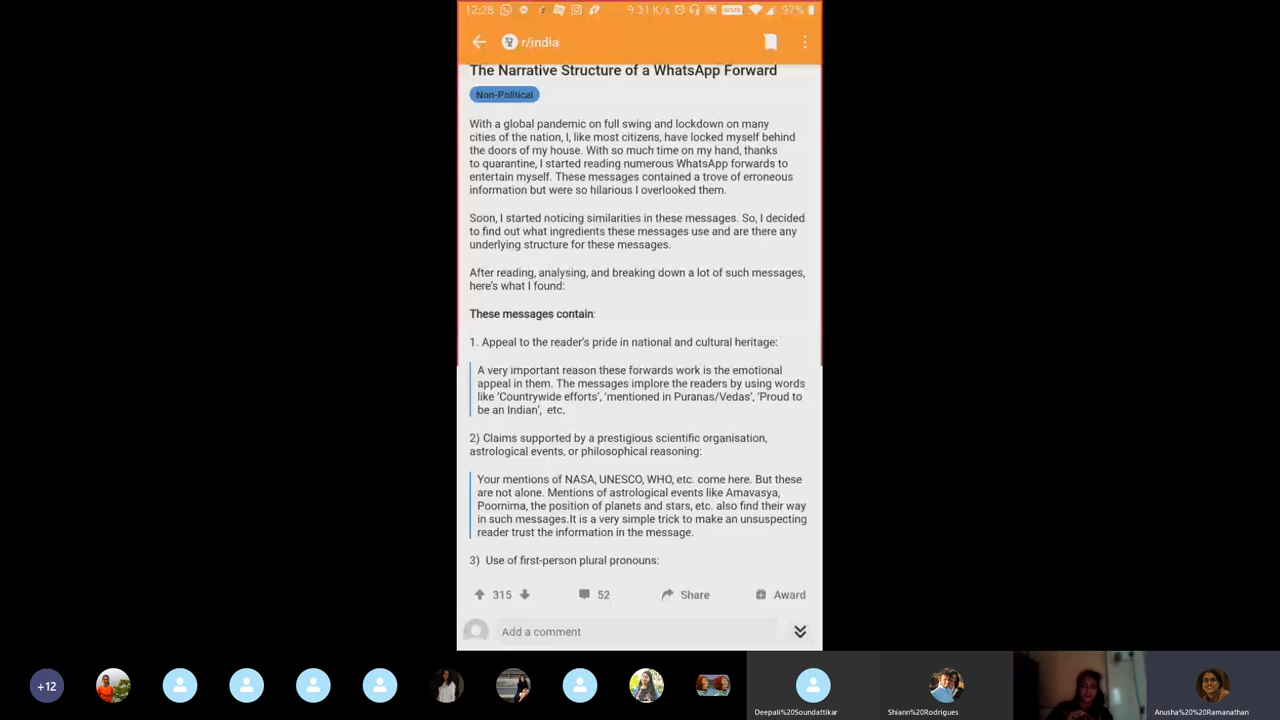 12:28 9.31 K/s VoLTE 97%
r/india
The Narrative Structure of a WhatsApp Forward
Non-Political
With a global pandemic on full swing and lockdown on many
cities of the nation, I, like most citizens, have locked myself behind
the doors of my house. With so much time on my hand, thanks
to quarantine, I started reading numerous WhatsApp forwards to
entertain myself. These messages contained a trove of erroneous
information but were so hilarious I overlooked them.
Soon, I started noticing similarities in these messages. So, I decided
to find out what ingredients these messages use and are there any
underlying structure for these messages.
After reading, analysing, and breaking down a lot of such messages,
here's what I found:
These messages contain:
1. Appeal to the reader's pride in national and cultural heritage:
A very important reason these forwards work is the emotional
appeal in them. The messages implore the readers by using words
like 'Countrywide efforts', 'mentioned in Puranas/Vedas', 'Proud to
be an Indian', etc.
2) Claims supported by a prestigious scientific organisation,
astrological events, or philosophical reasoning:
Your mentions of NASA, UNESCO, WHO, etc. come here. But these
are not alone. Mentions of astrological events like Amavasya,
Poornima, the position of planets and stars, etc. also find their way
in such messages.It is a very simple trick to make an unsuspecting
reader trust the information in the message.
3) Use of first-person plural pronouns:
315 52 Share Award
Add a comment
+12
Deepali%20Soundattikar Shiann%20Rodrigues Anusha%20%20Ramanathan